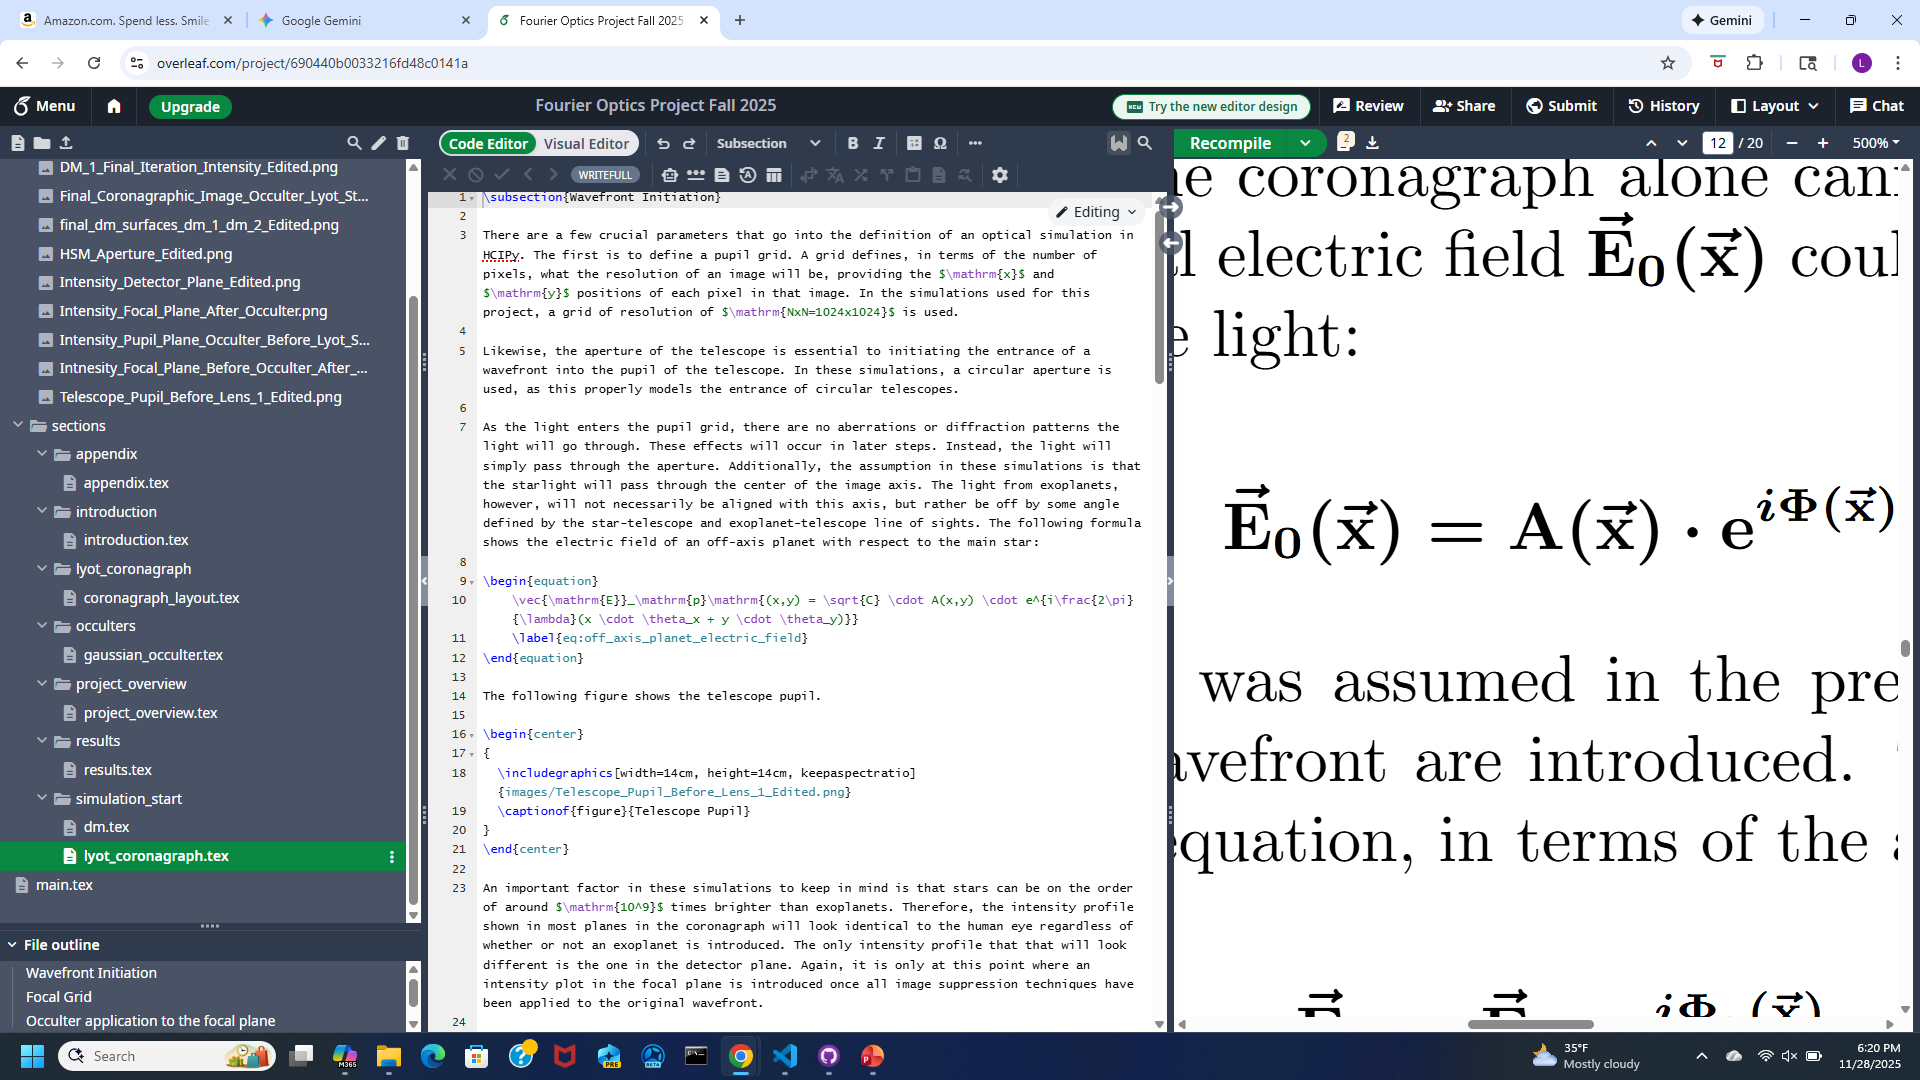 Amazon.com. Spend less. Smile
Google Gemini
Fourier Optics Project Fall 2025
Gemini
overleaf.com/project/690440b0033216fd48c0141a
L
Menu
Upgrade
Fourier Optics Project Fall 2025
NEW
Try the new editor design
Review
Share
Submit
History
Layout
Chat
Code Editor
Visual Editor
Subsection
B
I
Ω
Recompile
2
12 / 20
500%
WRITEFULL
Editing
DM_1_Final_Iteration_Intensity_Edited.png
Final_Coronagraphic_Image_Occulter_Lyot_St...
final_dm_surfaces_dm_1_dm_2_Edited.png
HSM_Aperture_Edited.png
Intensity_Detector_Plane_Edited.png
Intensity_Focal_Plane_After_Occulter.png
Intensity_Pupil_Plane_Occulter_Before_Lyot_S...
Intnesity_Focal_Plane_Before_Occulter_After_...
Telescope_Pupil_Before_Lens_1_Edited.png
sections
appendix
appendix.tex
introduction
introduction.tex
lyot_coronagraph
coronagraph_layout.tex
occulters
gaussian_occulter.tex
project_overview
project_overview.tex
results
results.tex
simulation_start
dm.tex
lyot_coronagraph.tex
main.tex
File outline
Wavefront Initiation
Focal Grid
Occulter application to the focal plane
1 \subsection{Wavefront Initiation}
2
3 There are a few crucial parameters that go into the definition of an optical simulation in
HCIPy. The first is to define a pupil grid. A grid defines, in terms of the number of
pixels, what the resolution of an image will be, providing the $\mathrm{x}$ and
$\mathrm{y}$ positions of each pixel in that image. In the simulations used for this
project, a grid of resolution of $\mathrm{NxN=1024x1024}$ is used.
4
5 Likewise, the aperture of the telescope is essential to initiating the entrance of a
wavefront into the pupil of the telescope. In these simulations, a circular aperture is
used, as this properly models the entrance of circular telescopes.
6
7 As the light enters the pupil grid, there are no aberrations or diffraction patterns the
light will go through. These effects will occur in later steps. Instead, the light will
simply pass through the aperture. Additionally, the assumption in these simulations is that
the starlight will pass through the center of the image axis. The light from exoplanets,
however, will not necessarily be aligned with this axis, but rather be off by some angle
defined by the star-telescope and exoplanet-telescope line of sights. The following formula
shows the electric field of an off-axis planet with respect to the main star:
8
9 \begin{equation}
10 \vec{\mathrm{E}}_\mathrm{p}\mathrm{(x,y) = \sqrt{C} \cdot A(x,y) \cdot e^{i\frac{2\pi}
{\lambda}(x \cdot \theta_x + y \cdot \theta_y)}}
11 \label{eq:off_axis_planet_electric_field}
12 \end{equation}
13
14 The following figure shows the telescope pupil.
15
16 \begin{center}
17 {
18 \includegraphics[width=14cm, height=14cm, keepaspectratio]
{images/Telescope_Pupil_Before_Lens_1_Edited.png}
19 \captionof{figure}{Telescope Pupil}
20 }
21 \end{center}
22
23 An important factor in these simulations to keep in mind is that stars can be on the order
of around $\mathrm{10^9}$ times brighter than exoplanets. Therefore, the intensity profile
shown in most planes in the coronagraph will look identical to the human eye regardless of
whether or not an exoplanet is introduced. The only intensity profile that that will look
different is the one in the detector plane. Again, it is only at this point where an
intensity plot in the focal plane is introduced once all image suppression techniques have
been applied to the original wavefront.
24
ne coronagraph alone can
l electric field E⃗₀(x⃗) coul
e light:
E⃗₀(x⃗) = A(x⃗) · e^{iΦ(x⃗)}
was assumed in the pre
avefront are introduced.
equation, in terms of the
Search
M365
PRE
BETA
35°F
Mostly cloudy
6:20 PM
11/28/2025